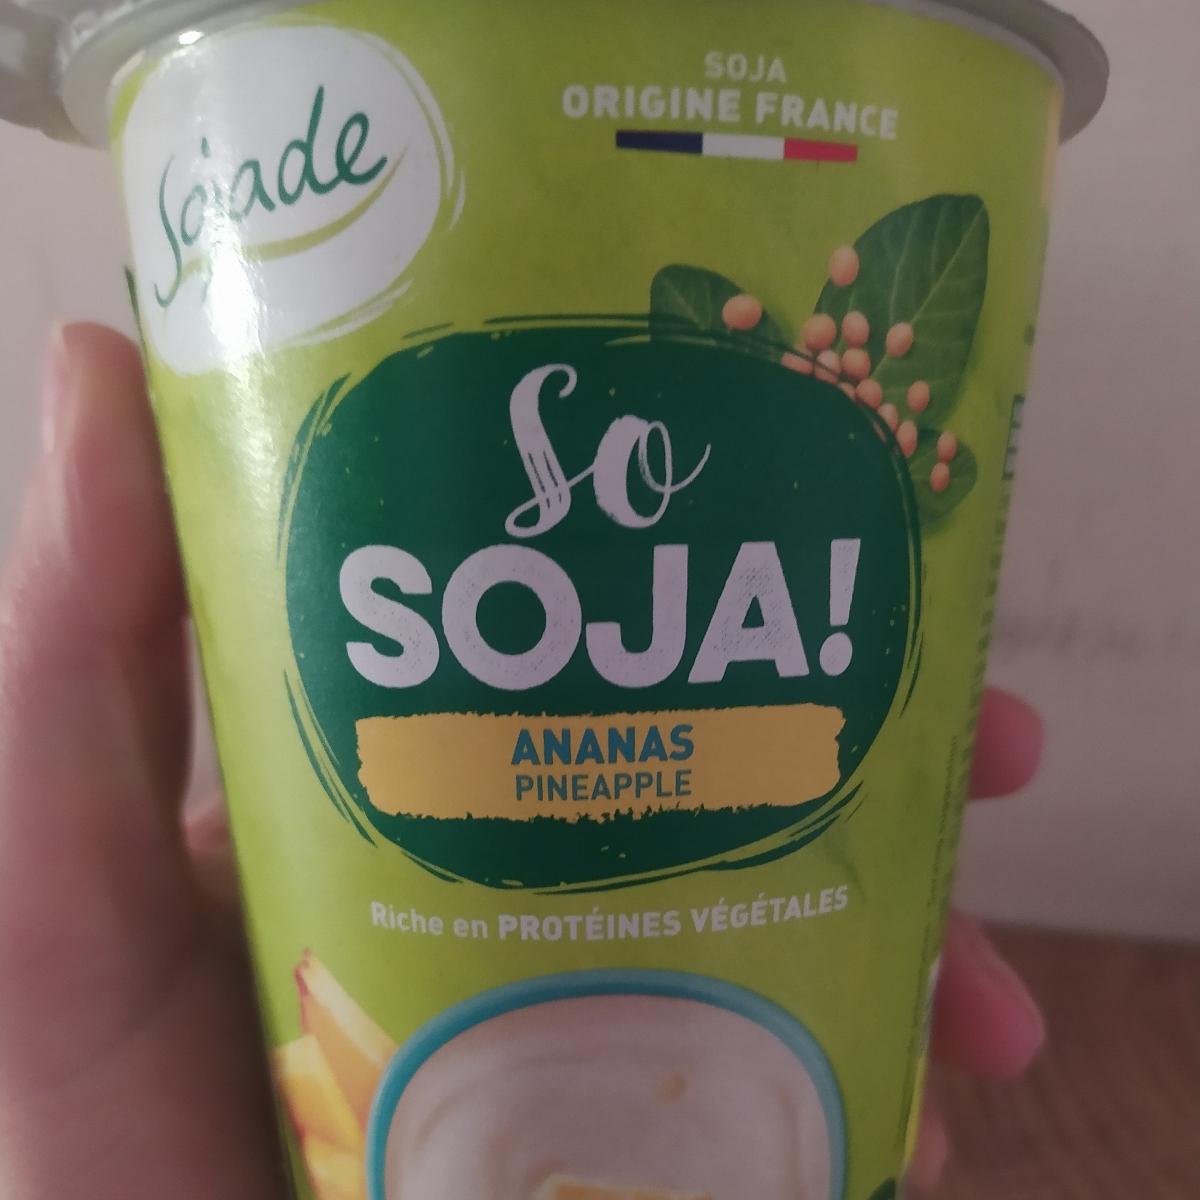 Sojade
SOJA
ORIGINE FRANCE
So
SOJA!
ANANAS
PINEAPPLE
Riche en PROTÉINES VÉGÉTALES